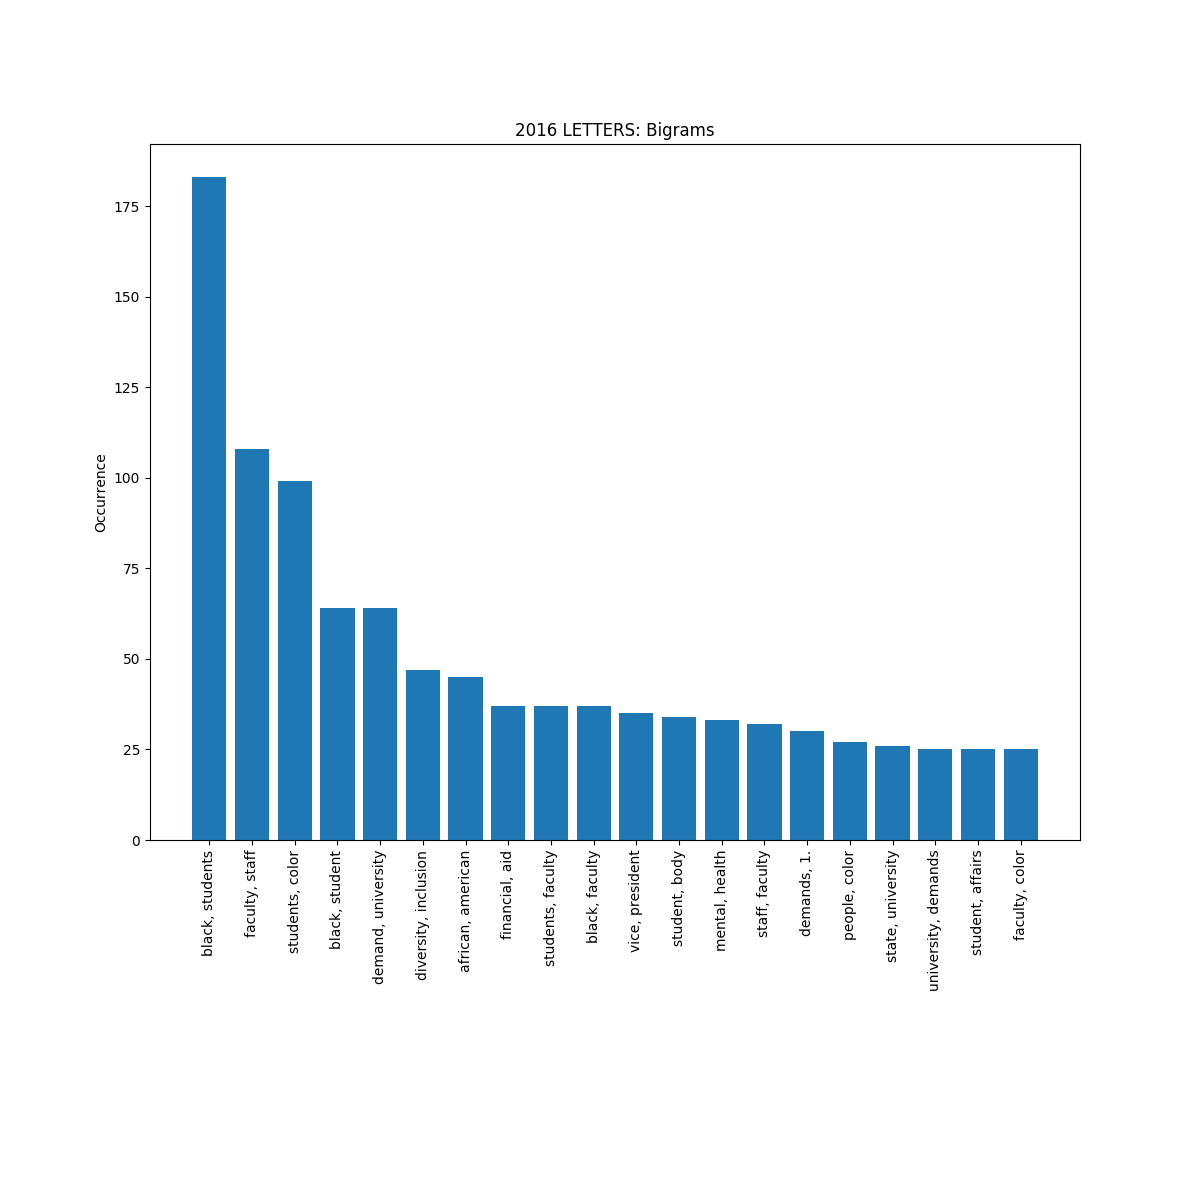 2016 LETTERS: Bigrams
Occurrence
175
150
125
100
75
50
25
0
black, students
faculty, staff
students, color
black, student
demand, university
diversity, inclusion
african, american
financial, aid
students, faculty
black, faculty
vice, president
student, body
mental, health
staff, faculty
demands, 1.
people, color
state, university
university, demands
student, affairs
faculty, color